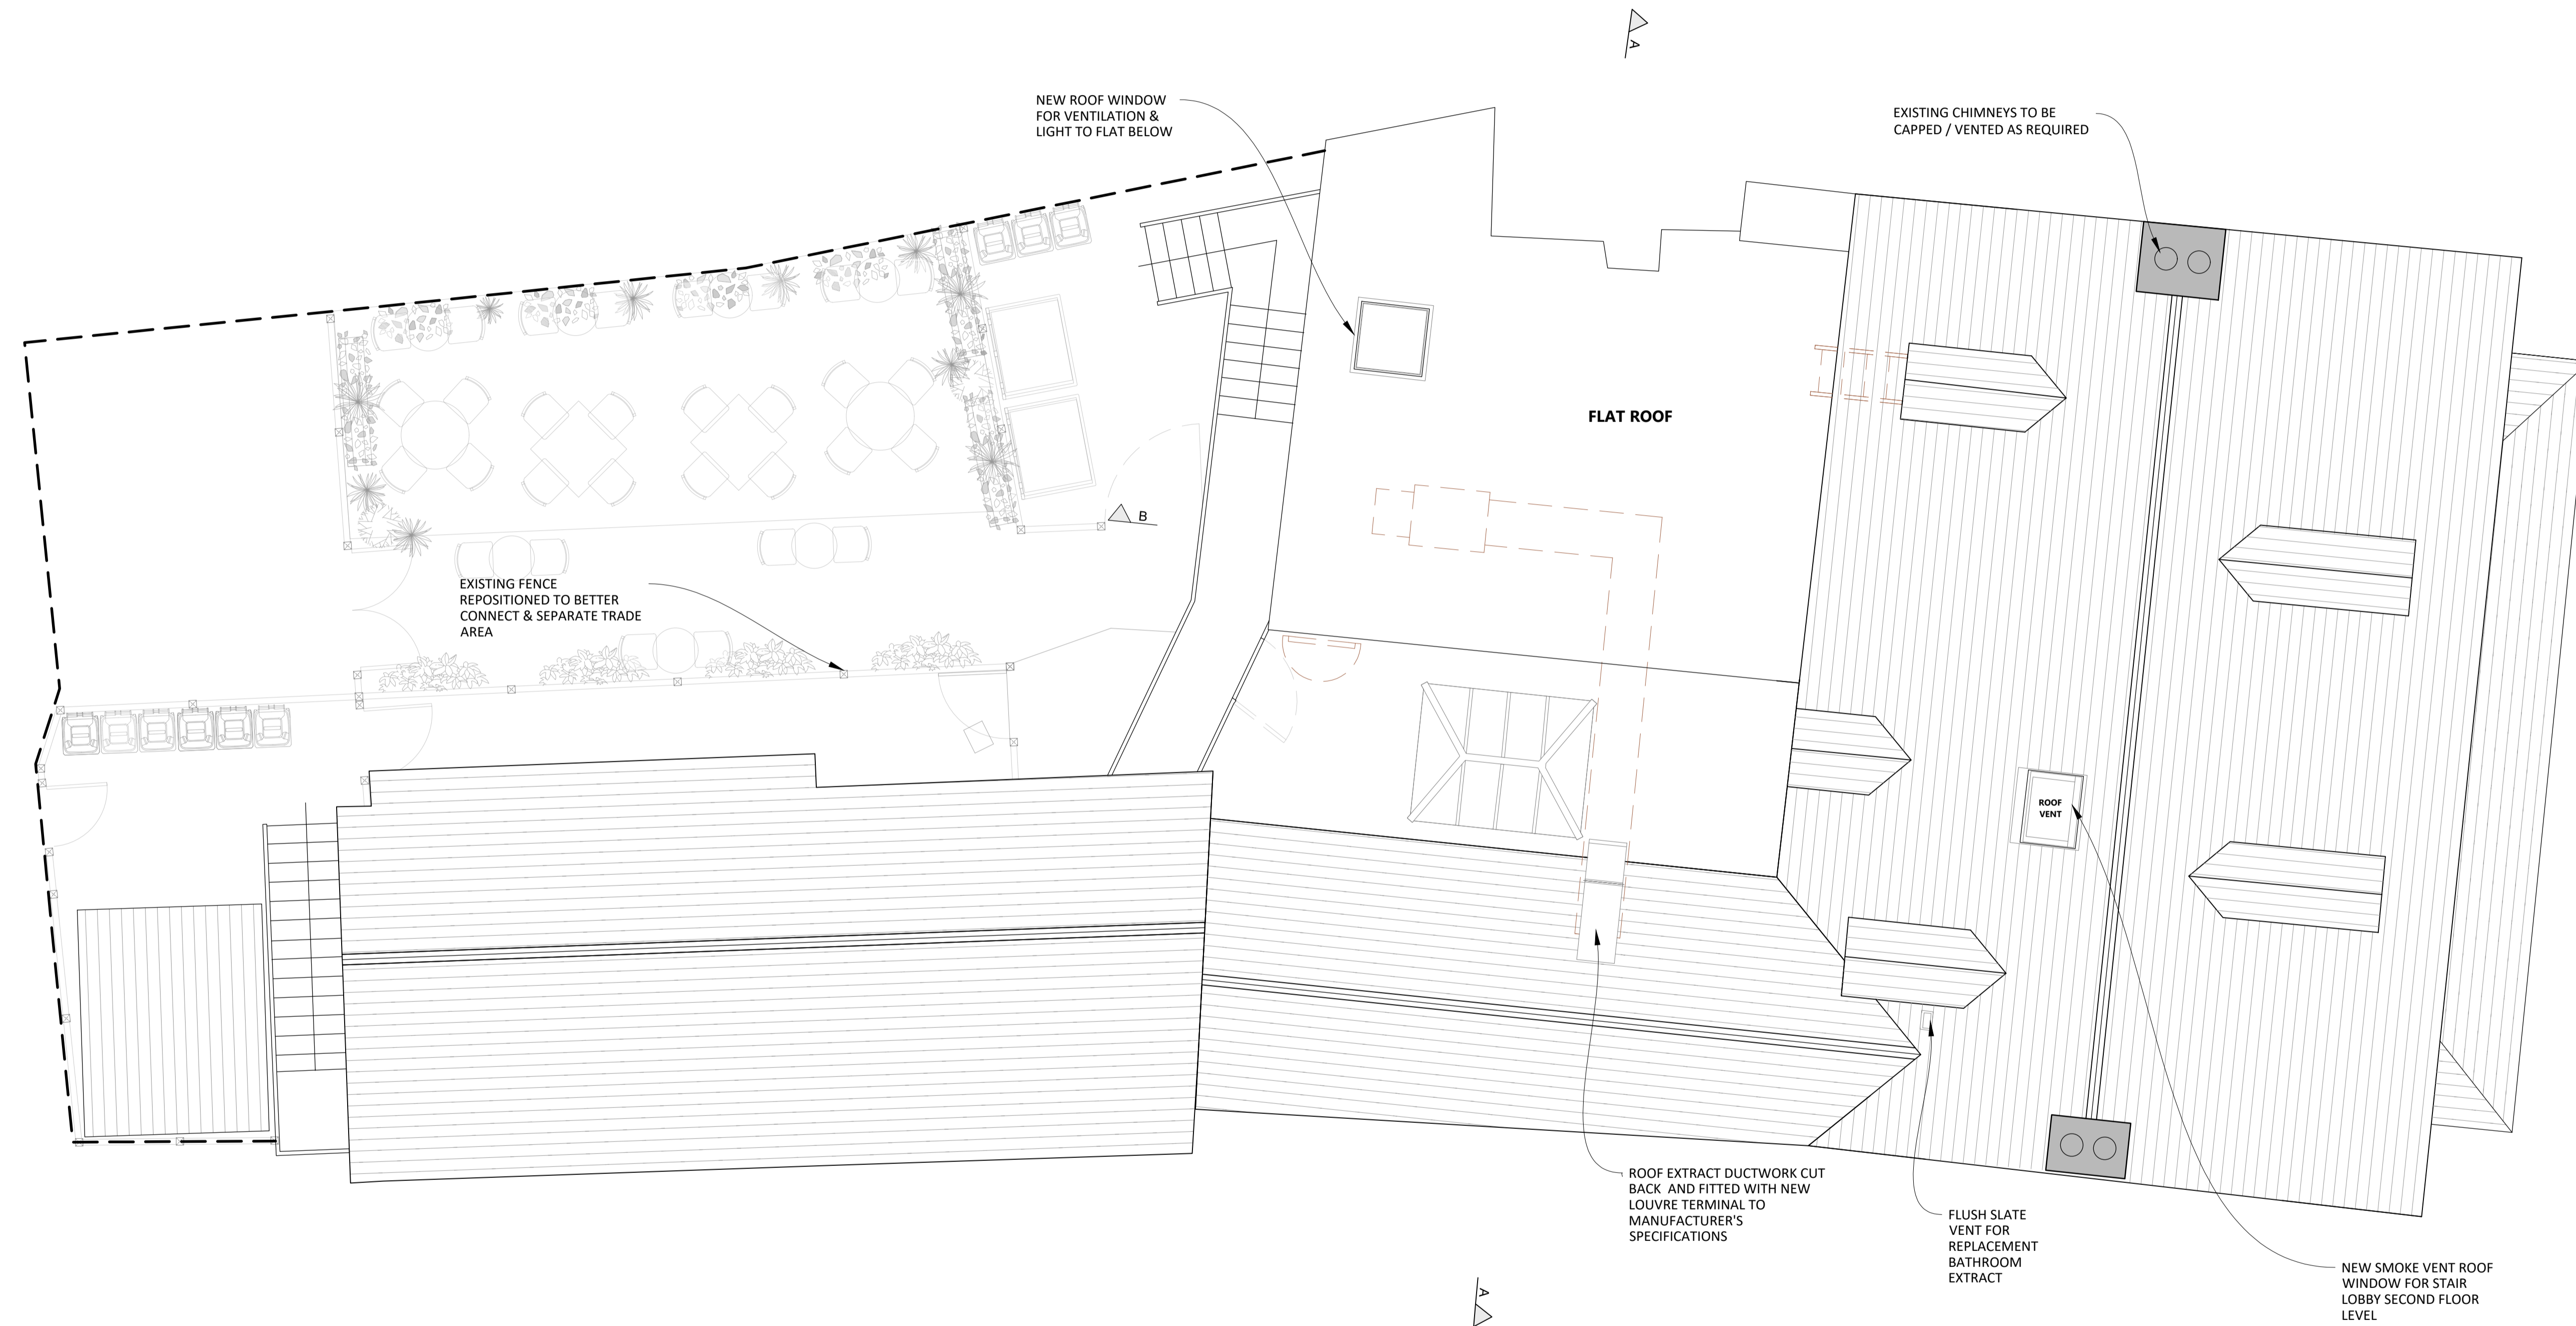 A
NEW ROOF WINDOW
FOR VENTILATION &
LIGHT TO FLAT BELOW
EXISTING CHIMNEYS TO BE
CAPPED / VENTED AS REQUIRED
FLAT ROOF
B
EXISTING FENCE
REPOSITIONED TO BETTER
CONNECT & SEPARATE TRADE
AREA
ROOF
VENT
ROOF EXTRACT DUCTWORK CUT
BACK AND FITTED WITH NEW
LOUVRE TERMINAL TO
MANUFACTURER'S
SPECIFICATIONS
FLUSH SLATE
VENT FOR
REPLACEMENT
BATHROOM
EXTRACT
NEW SMOKE VENT ROOF
WINDOW FOR STAIR
LOBBY SECOND FLOOR
LEVEL
A